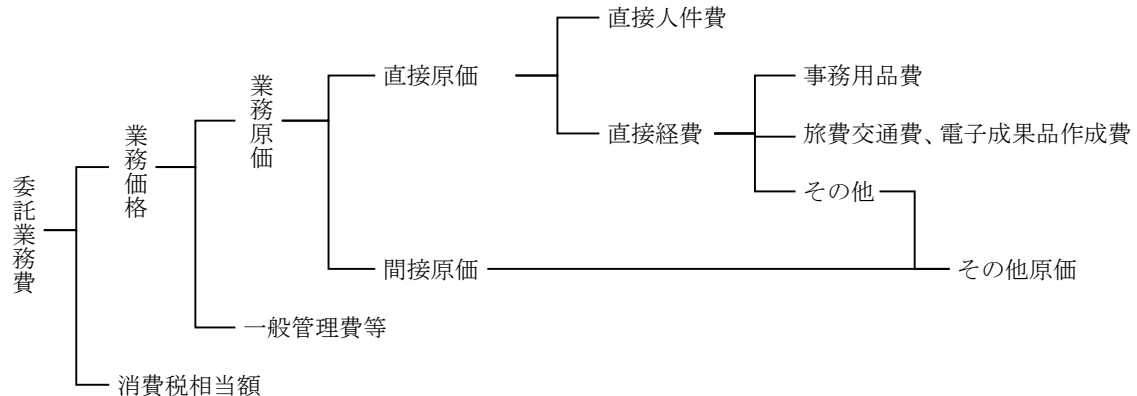 委託業務費
業務価格
業務原価
直接原価
直接人件費
直接経費
事務用品費
旅費交通費、電子成果品作成費
その他
間接原価
その他原価
一般管理費等
消費税相当額